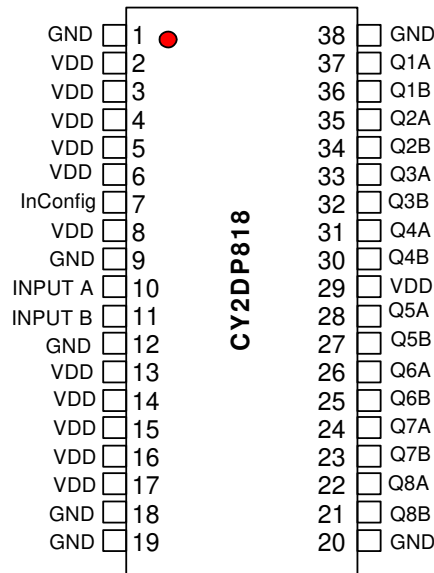 GND 1 38 GND
VDD 2 37 Q1A
VDD 3 36 Q1B
VDD 4 35 Q2A
VDD 5 34 Q2B
VDD 6 33 Q3A
InConfig 7 32 Q3B
VDD 8 31 Q4A
GND 9 30 Q4B
INPUT A 10 29 VDD
INPUT B 11 28 Q5A
GND 12 27 Q5B
VDD 13 26 Q6A
VDD 14 25 Q6B
VDD 15 24 Q7A
VDD 16 23 Q7B
VDD 17 22 Q8A
GND 18 21 Q8B
GND 19 20 GND
CY2DP818